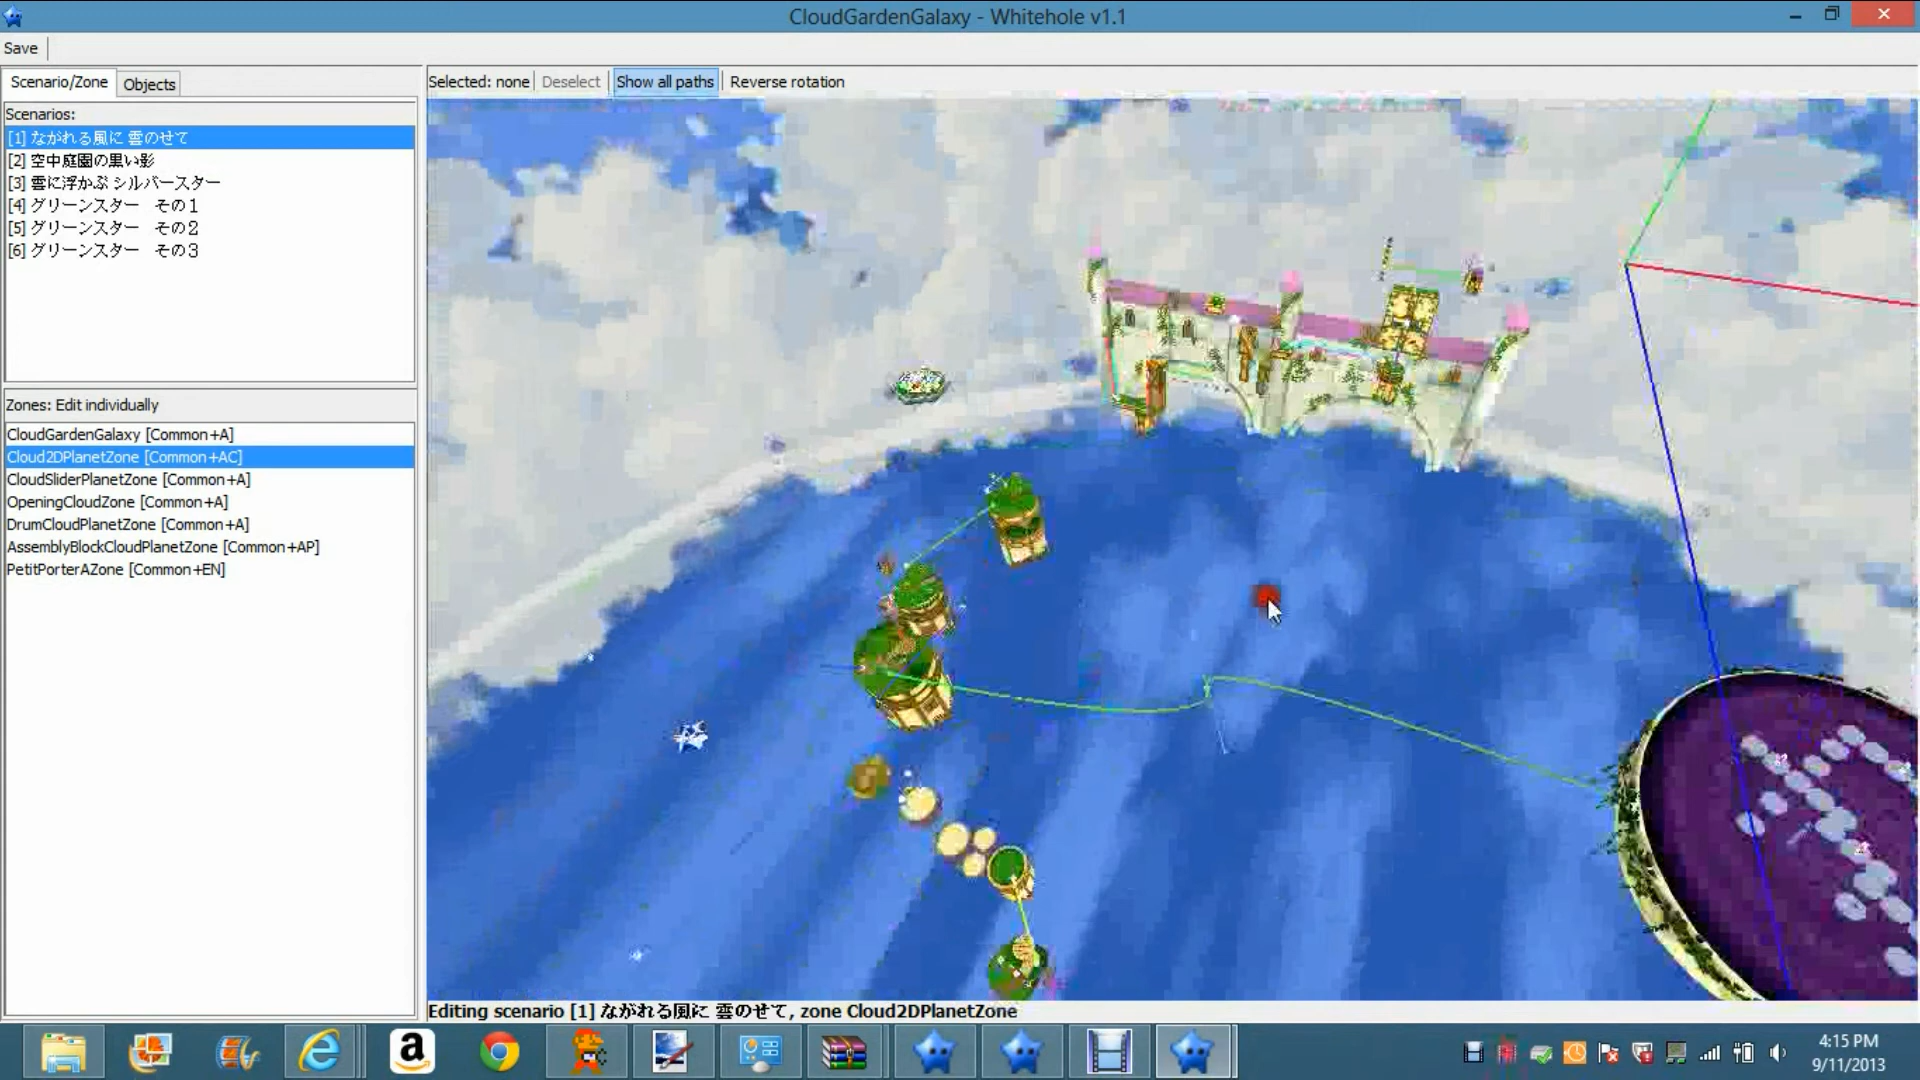 CloudGardenGalaxy - Whitehole v1.1
Save
Scenario/Zone
Objects
Selected: none
Deselect
Show all paths
Reverse rotation
Scenarios:
[1] ながれる風に 雲のせて
[2] 空中庭園の黒い影
[3] 雲に浮かぶ シルバースター
[4] グリーンスター　その1
[5] グリーンスター　その2
[6] グリーンスター　その3
Zones: Edit individually
CloudGardenGalaxy [Common+A]
Cloud2DPlanetZone [Common+AC]
CloudSliderPlanetZone [Common+A]
OpeningCloudZone [Common+A]
DrumCloudPlanetZone [Common+A]
AssemblyBlockCloudPlanetZone [Common+AP]
PetitPorterAZone [Common+EN]
Editing scenario [1] ながれる風に 雲のせて, zone Cloud2DPlanetZone
a
4:15 PM
9/11/2013